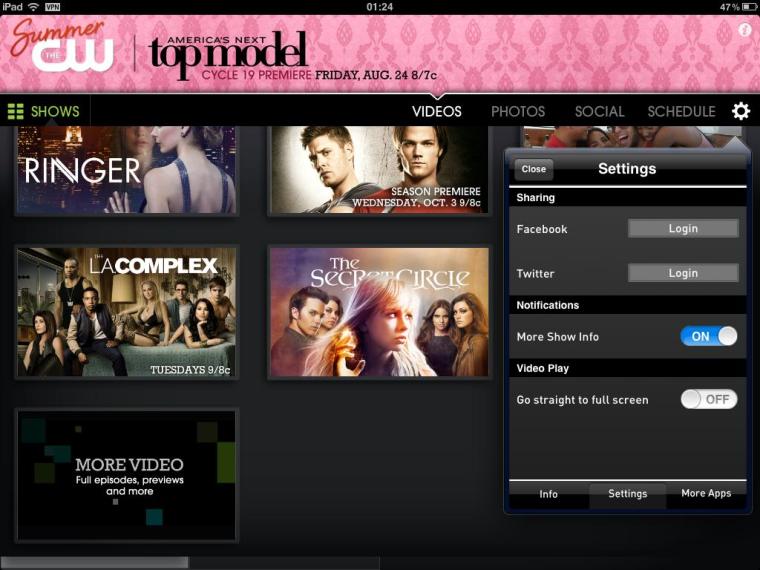 iPad VPN 01:24 47%
Summer
THE CW
AMERICA'S NEXT
top model
CYCLE 19 PREMIERE FRIDAY, AUG. 24 8/7c
SHOWS VIDEOS PHOTOS SOCIAL SCHEDULE
RINGER
SEASON PREMIERE
WEDNESDAY, OCT. 3 9/8c
THE
LA COMPLEX
TUESDAYS 9/8c
The
Secret Circle
MORE VIDEO
Full episodes, previews
and more
Close Settings
Sharing
Facebook Login
Twitter Login
Notifications
More Show Info ON
Video Play
Go straight to full screen OFF
Info Settings More Apps